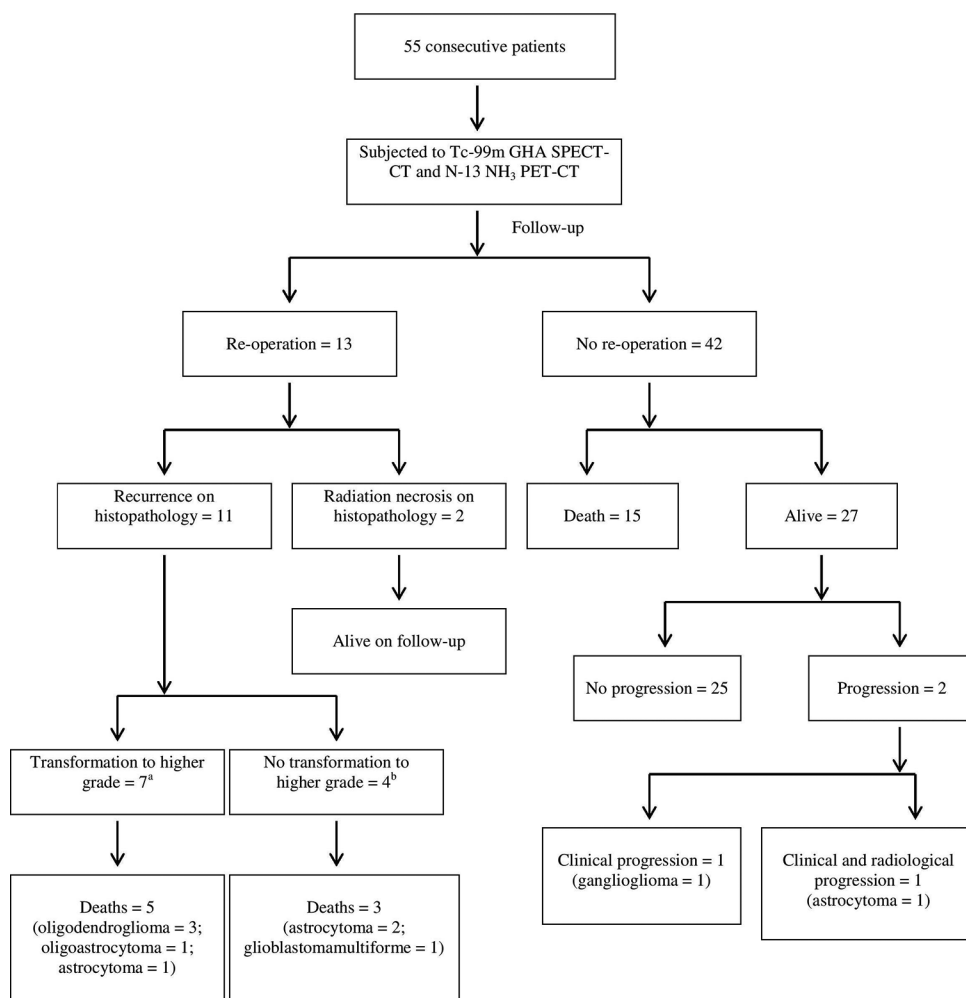 55 consecutive patients
Subjected to Tc-99m GHA SPECT-
CT and N-13 NH₃ PET-CT
Follow-up
Re-operation = 13
No re-operation = 42
Recurrence on
histopathology = 11
Radiation necrosis on
histopathology = 2
Death = 15
Alive = 27
Alive on follow-up
No progression = 25
Progression = 2
Transformation to higher
grade = 7ᵃ
No transformation to
higher grade = 4ᵇ
Clinical progression = 1
(ganglioglioma = 1)
Clinical and radiological
progression = 1
(astrocytoma = 1)
Deaths = 5
(oligodendroglioma = 3;
oligoastrocytoma = 1;
astrocytoma = 1)
Deaths = 3
(astrocytoma = 2;
glioblastomamultiforme = 1)